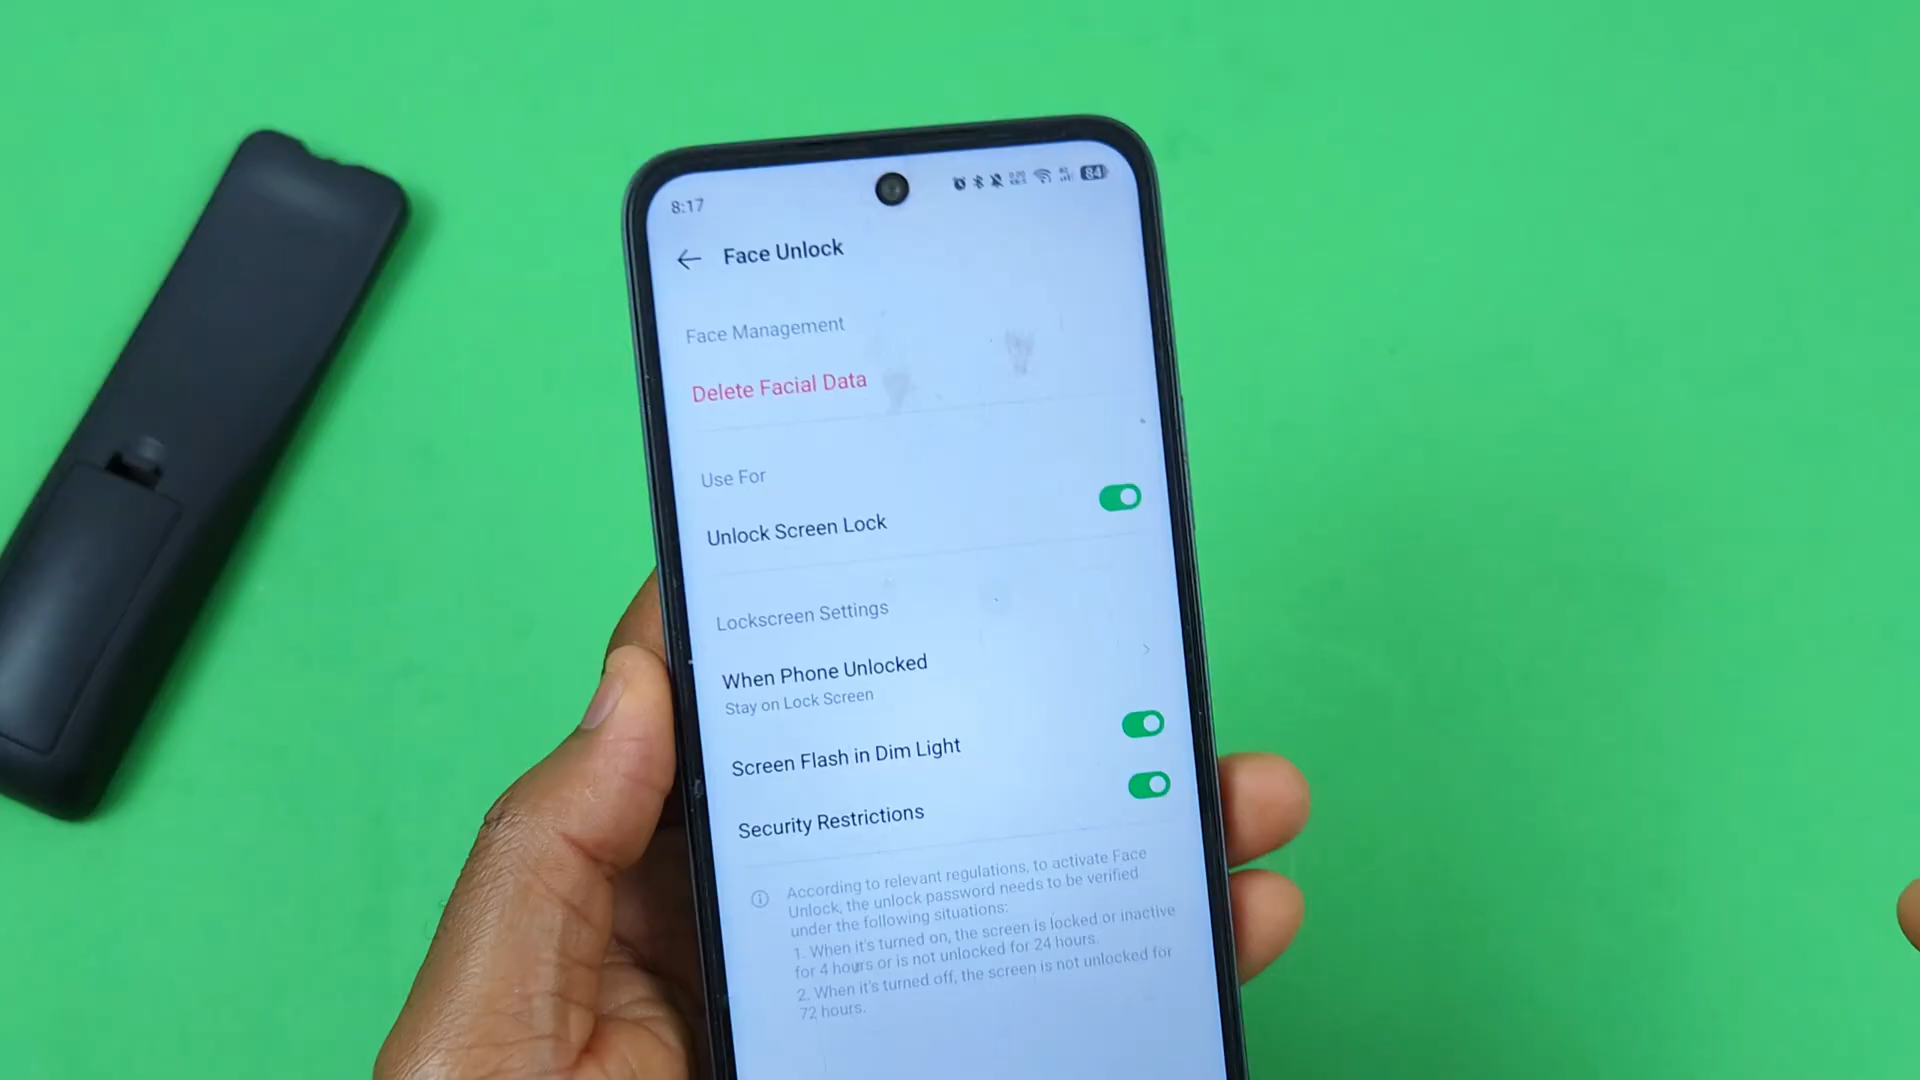 8:17
84
Face Unlock
Face Management
Delete Facial Data
Use For
Unlock Screen Lock
Lockscreen Settings
When Phone Unlocked
Stay on Lock Screen
Screen Flash in Dim Light
Security Restrictions
According to relevant regulations, to activate Face
Unlock, the unlock password needs to be verified
under the following situations:
1. When it's turned on, the screen is locked or inactive
for 4 hours or is not unlocked for 24 hours.
2. When it's turned off, the screen is not unlocked for
72 hours.